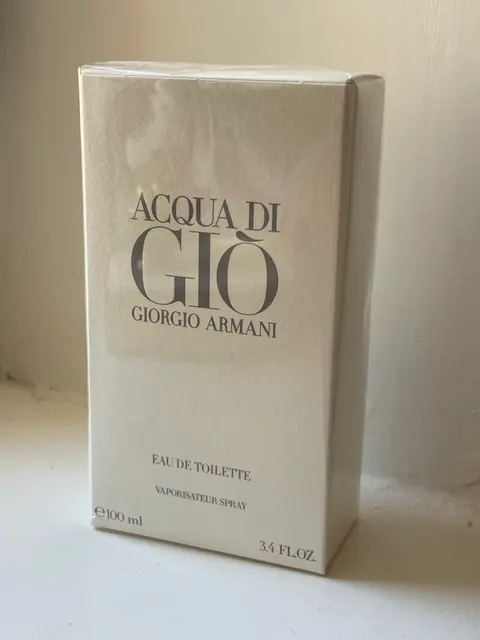 ACQUA DI
GIÒ
GIORGIO ARMANI
EAU DE TOILETTE
VAPORISATEUR SPRAY
℮100 ml
3.4 FL.OZ.